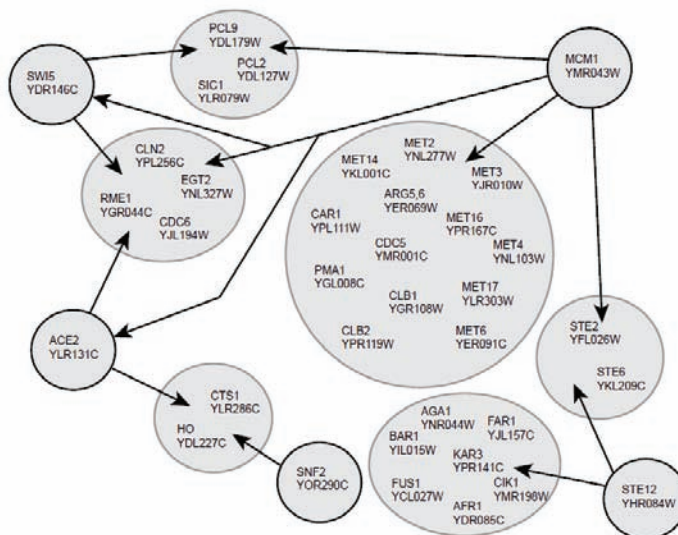 PCL9
YDL179W
PCL2
YDL127W
SIC1
YLR079W
SWI5
YDR146C
MCM1
YMR043W
CLN2
YPL256C
EGT2
YNL327W
RME1
YGR044C
CDC6
YJL194W
MET2
YNL277W
MET14
YKL001C
MET3
YJR010W
ARG5,6
YER069W
CAR1
YPL111W
MET16
YPR167C
CDC5
YMR001C
MET4
YNL103W
PMA1
YGL008C
MET17
YLR303W
CLB1
YGR108W
CLB2
YPR119W
MET6
YER091C
ACE2
YLR131C
STE2
YFL026W
STE6
YKL209C
CTS1
YLR286C
HO
YDL227C
SNF2
YOR290C
AGA1
YNR044W
FAR1
YJL157C
BAR1
YIL015W
KAR3
YPR141C
FUS1
YCL027W
CIK1
YMR198W
AFR1
YDR085C
STE12
YHR084W